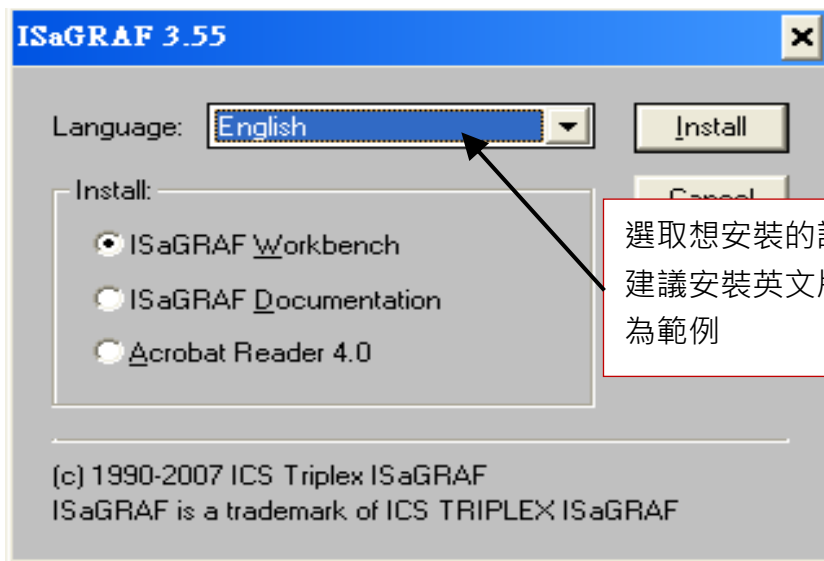 ISaGRAF 3.55
Language: English
Install
Install:
Cancel
ISaGRAF Workbench
ISaGRAF Documentation
Acrobat Reader 4.0
選取想安裝的
建議安裝英文
為範例
(c) 1990-2007 ICS Triplex ISaGRAF
ISaGRAF is a trademark of ICS TRIPLEX ISaGRAF